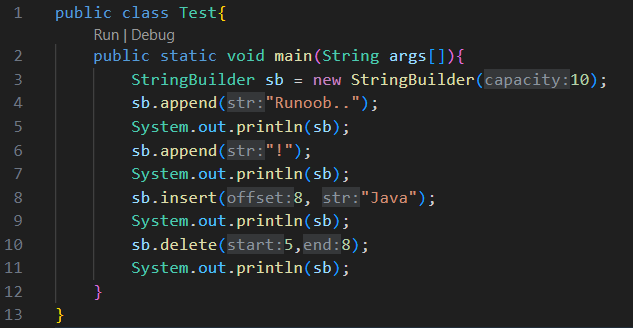 1 public class Test{
Run | Debug
2 public static void main(String args[]){
3 StringBuilder sb = new StringBuilder(capacity:10);
4 sb.append(str:"Runoob..");
5 System.out.println(sb);
6 sb.append(str:"!");
7 System.out.println(sb);
8 sb.insert(offset:8, str:"Java");
9 System.out.println(sb);
10 sb.delete(start:5,end:8);
11 System.out.println(sb);
12 }
13 }